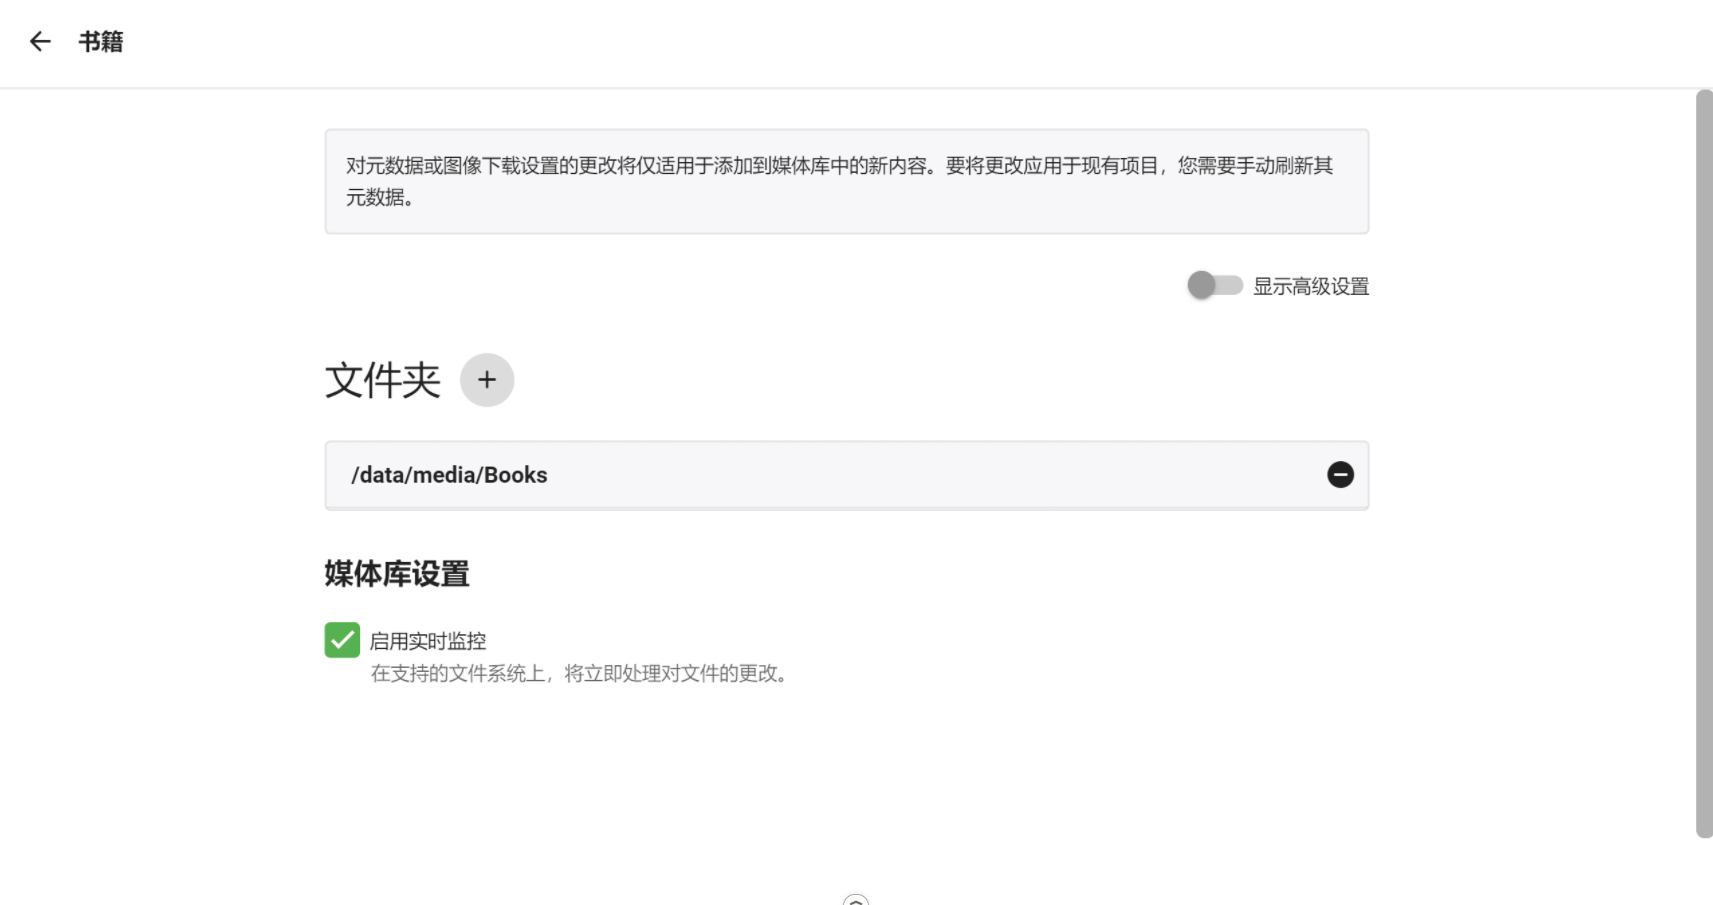 书籍
对元数据或图像下载设置的更改将仅适用于添加到媒体库中的新内容。要将更改应用于现有项目，您需要手动刷新其
元数据。
显示高级设置
文件夹
/data/media/Books
媒体库设置
启用实时监控
在支持的文件系统上，将立即处理对文件的更改。